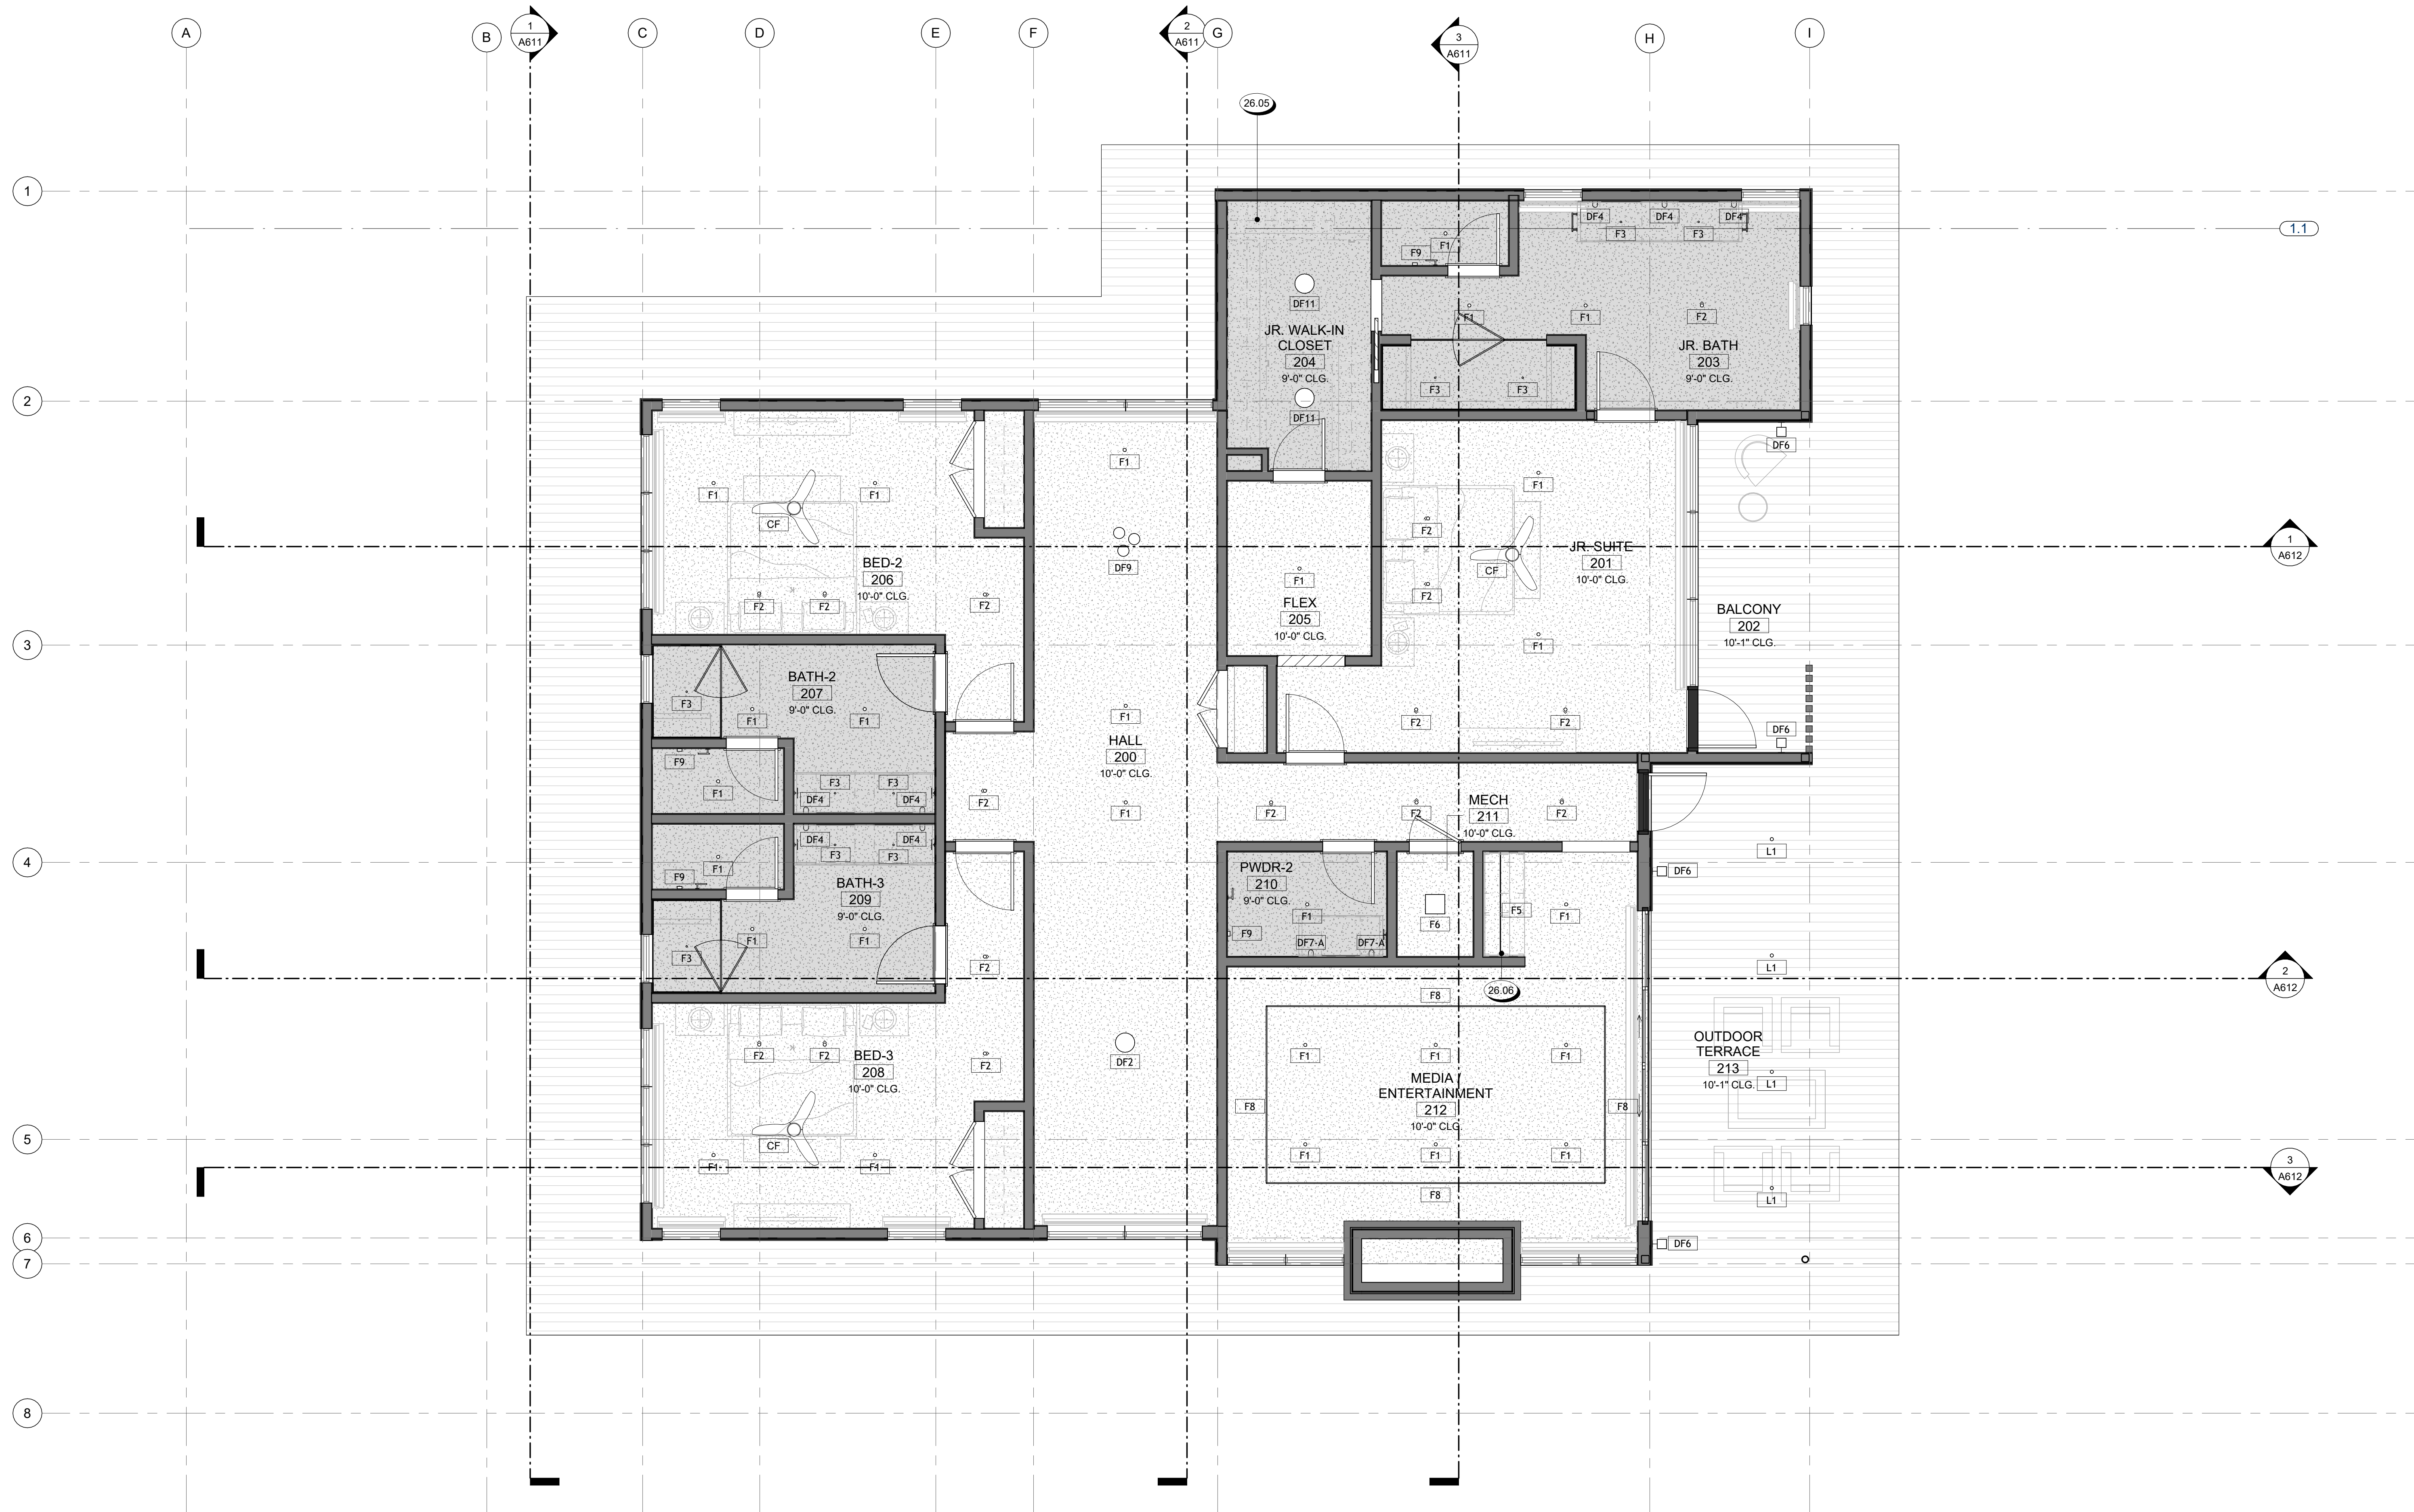 A
B
1
A611
C
D
E
F
2
A611
G
3
A611
H
I
26.05
1
1.1
DF4
DF4
DF4
F3
F3
F1
F9
DF11
F1
F1
F2
JR. WALK-IN
CLOSET
204
9'-0" CLG.
JR. BATH
203
9'-0" CLG.
F3
F3
2
DF11
DF6
F1
F1
F1
F1
CF
F2
DF9
BED-2
206
10'-0" CLG.
F2
F2
F2
F1
FLEX
205
10'-0" CLG.
CF
F2
JR. SUITE
201
10'-0" CLG.
1
A612
BALCONY
202
10'-1" CLG.
3
F1
BATH-2
207
9'-0" CLG.
F3
F1
F1
F1
F2
F2
DF6
HALL
200
10'-0" CLG.
F9
F1
F3
F3
DF4
DF4
F2
F1
F2
F2
MECH
211
10'-0" CLG.
F2
4
DF4
DF4
F3
F3
F1
F9
BATH-3
209
9'-0" CLG.
L1
DF6
PWDR-2
210
9'-0" CLG.
F1
F9
DF7-A
DF7-A
F6
F5
F1
F1
F1
F3
F2
L1
2
A612
26.06
F8
BED-3
208
10'-0" CLG.
F2
F2
F2
DF2
F1
F1
F1
OUTDOOR
TERRACE
213
10'-1" CLG.
L1
MEDIA /
ENTERTAINMENT
212
10'-0" CLG.
F8
F8
5
CF
F1
F1
F1
F1
F1
F8
L1
3
A612
6
DF6
7
8